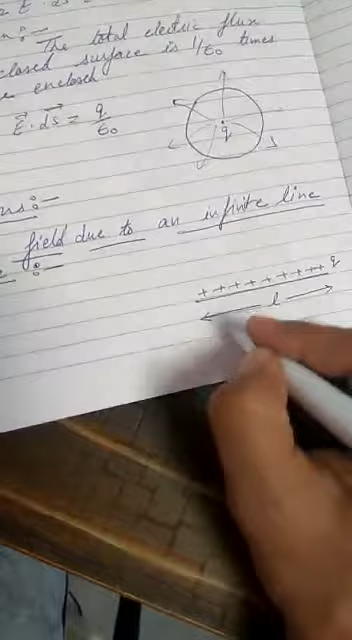 The total electric flux
closed surface is 1/ε0 times
enclosed
E⃗ . ds⃗ = q/ε0
q
ons:-
field due to an infinite line
:-
+ + + + + + + + + + q
l